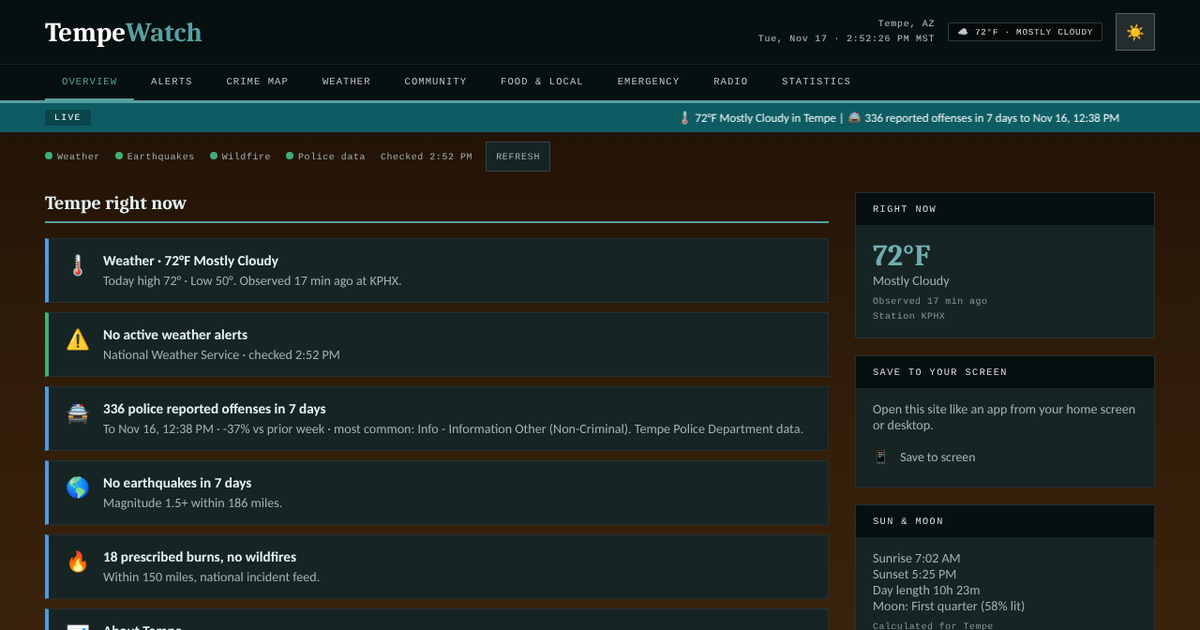 TempeWatch
Tempe, AZ
Tue, Nov 17 · 2:52:26 PM MST
72°F · MOSTLY CLOUDY
OVERVIEW ALERTS CRIME MAP WEATHER COMMUNITY FOOD & LOCAL EMERGENCY RADIO STATISTICS
LIVE
72°F Mostly Cloudy in Tempe | 336 reported offenses in 7 days to Nov 16, 12:38 PM
Weather Earthquakes Wildfire Police data Checked 2:52 PM REFRESH
Tempe right now
Weather · 72°F Mostly Cloudy
Today high 72° · Low 50°. Observed 17 min ago at KPHX.
No active weather alerts
National Weather Service · checked 2:52 PM
336 police reported offenses in 7 days
To Nov 16, 12:38 PM · -37% vs prior week · most common: Info - Information Other (Non-Criminal). Tempe Police Department data.
No earthquakes in 7 days
Magnitude 1.5+ within 186 miles.
18 prescribed burns, no wildfires
Within 150 miles, national incident feed.
About Tempe
RIGHT NOW
72°F
Mostly Cloudy
Observed 17 min ago
Station KPHX
SAVE TO YOUR SCREEN
Open this site like an app from your home screen
or desktop.
Save to screen
SUN & MOON
Sunrise 7:02 AM
Sunset 5:25 PM
Day length 10h 23m
Moon: First quarter (58% lit)
Calculated for Tempe